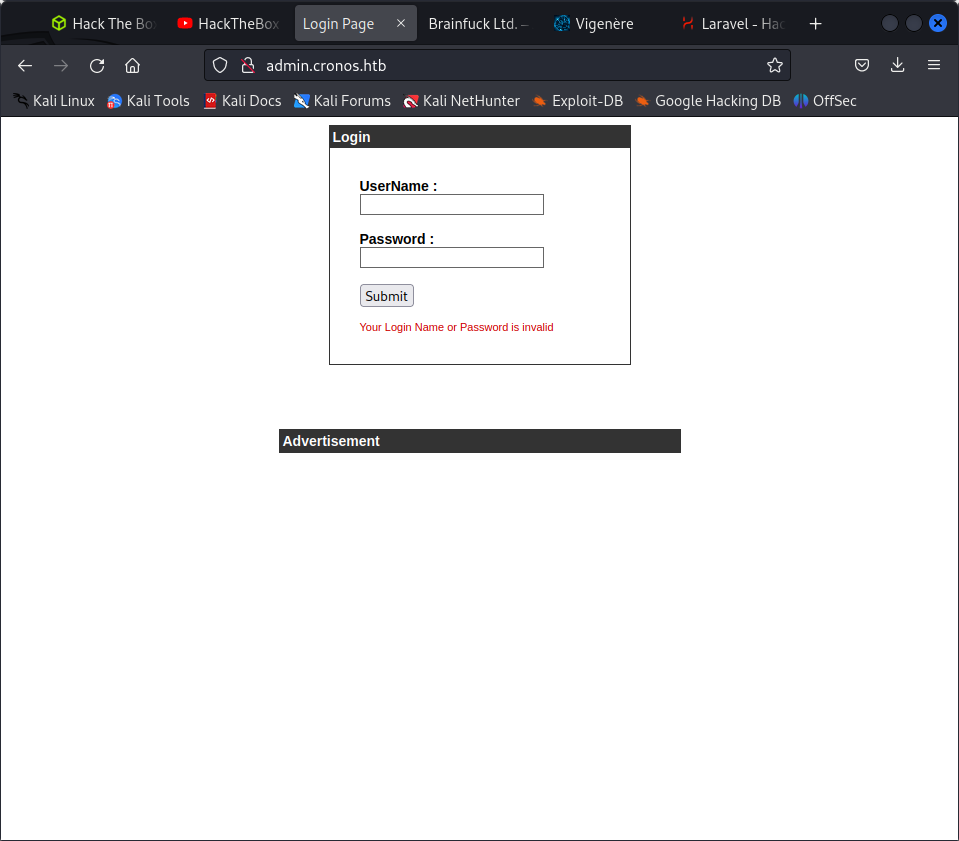 Hack The Bo HackTheBox Login Page Brainfuck Ltd. – Vigenère Laravel - Hac
admin.cronos.htb
Kali Linux Kali Tools Kali Docs Kali Forums Kali NetHunter Exploit-DB Google Hacking DB OffSec
Login
UserName :
Password :
Submit
Your Login Name or Password is invalid
Advertisement